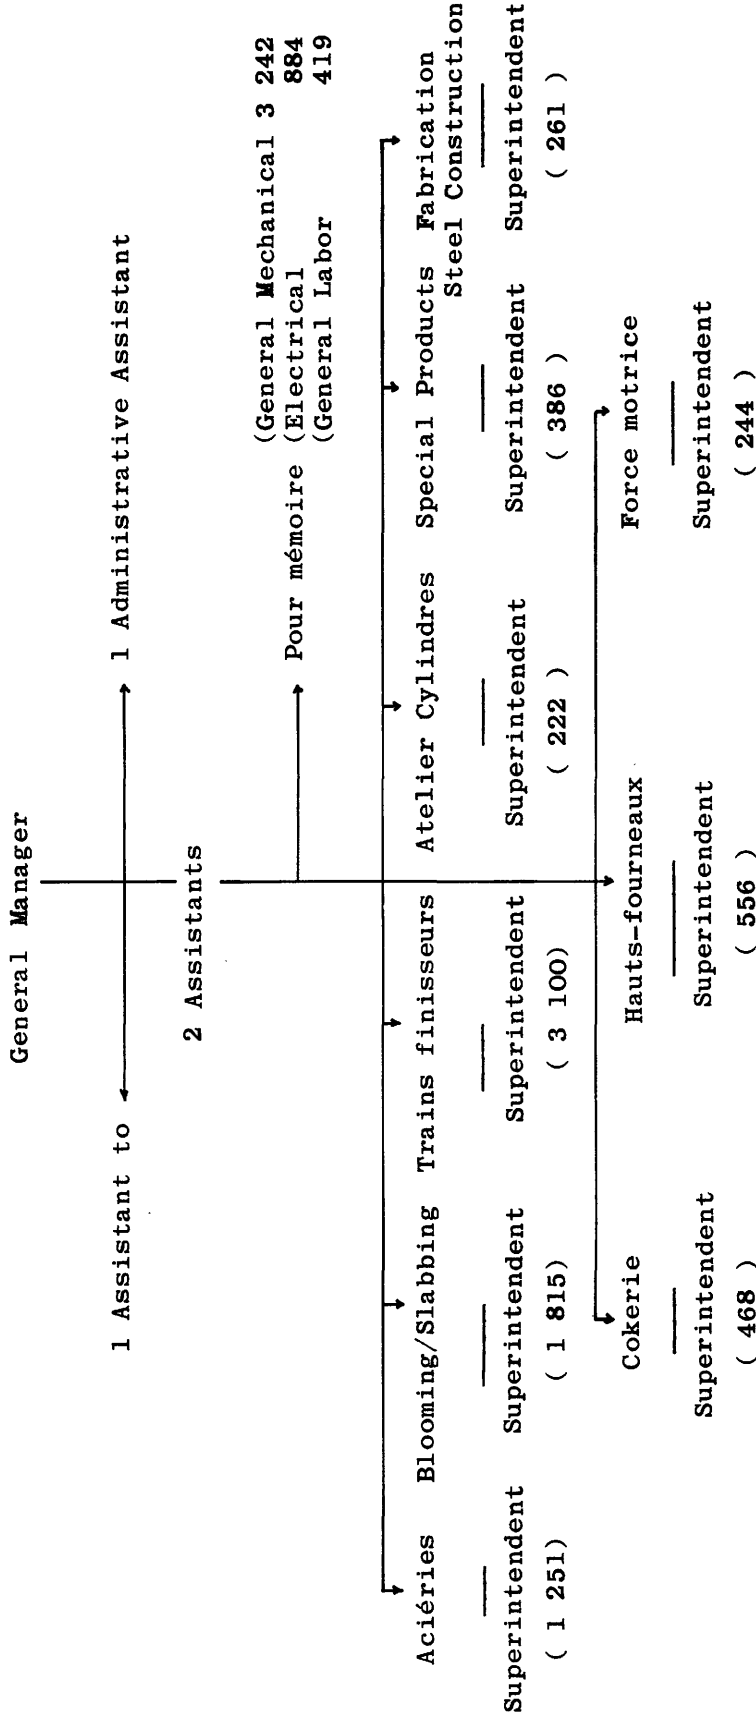 General Manager
1 Assistant to
1 Administrative Assistant
2 Assistants
Pour mémoire
(General Mechanical 3 242
(Electrical 884
(General Labor 419
Aciéries
Superintendent
( 1 251)
Blooming/Slabbing
Superintendent
( 1 815)
Trains finisseurs
Superintendent
( 3 100)
Atelier Cylindres
Superintendent
( 222 )
Special Products
Superintendent
( 386 )
Fabrication
Steel Construction
Superintendent
( 261 )
Cokerie
Superintendent
( 468 )
Hauts-fourneaux
Superintendent
( 556 )
Force motrice
Superintendent
( 244 )